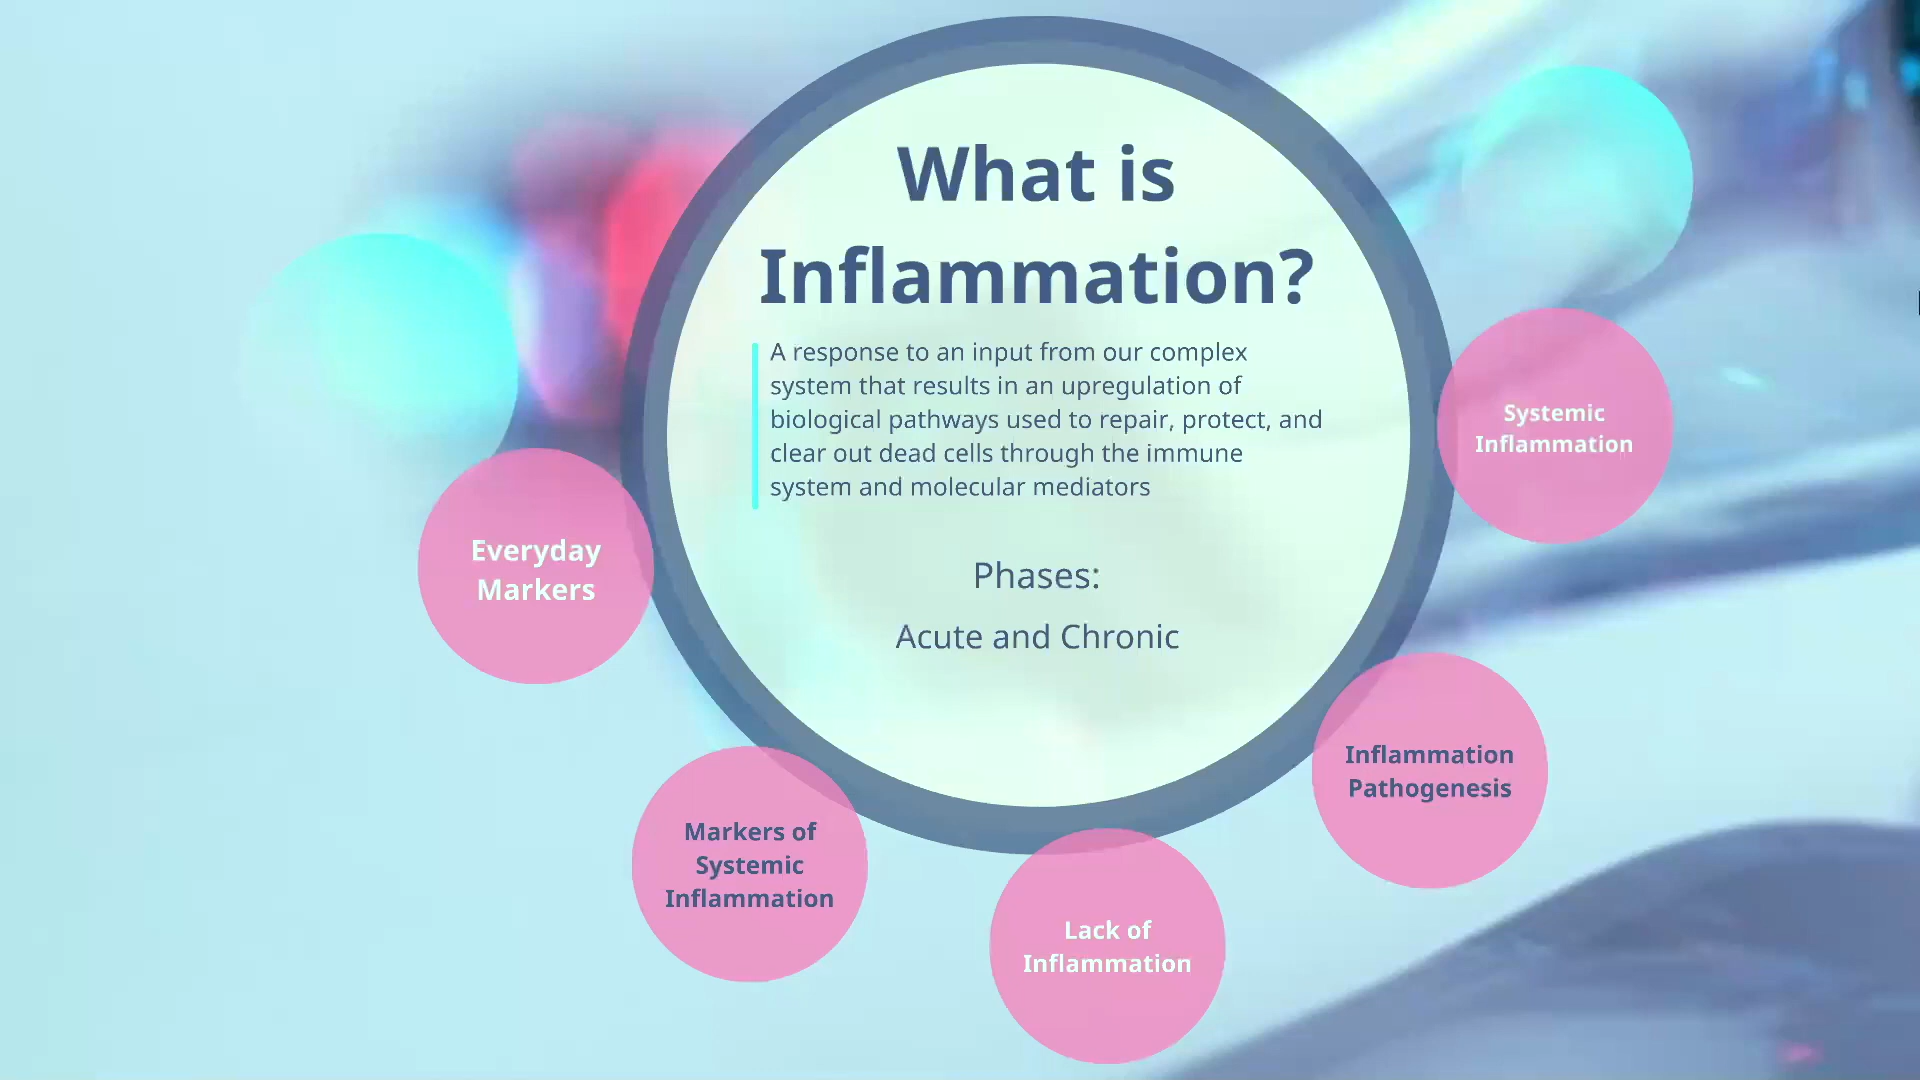 What is
Inflammation?
A response to an input from our complex
system that results in an upregulation of
biological pathways used to repair, protect, and
clear out dead cells through the immune
system and molecular mediators
Phases:
Acute and Chronic
Systemic
Inflammation
Everyday
Markers
Inflammation
Pathogenesis
Markers of
Systemic
Inflammation
Lack of
Inflammation